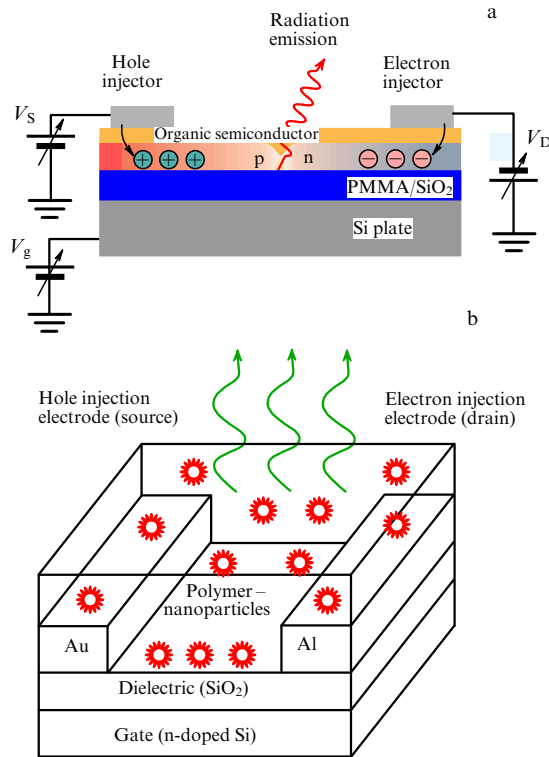 a
Radiation
emission
Hole
injector
Electron
injector
V_S
Organic semiconductor
V_D
+ + +
p
n
− − −
PMMA/SiO₂
Si plate
V_g
b
Hole injection
electrode (source)
Electron injection
electrode (drain)
Polymer–
nanoparticles
Au
Al
Dielectric (SiO₂)
Gate (n-doped Si)